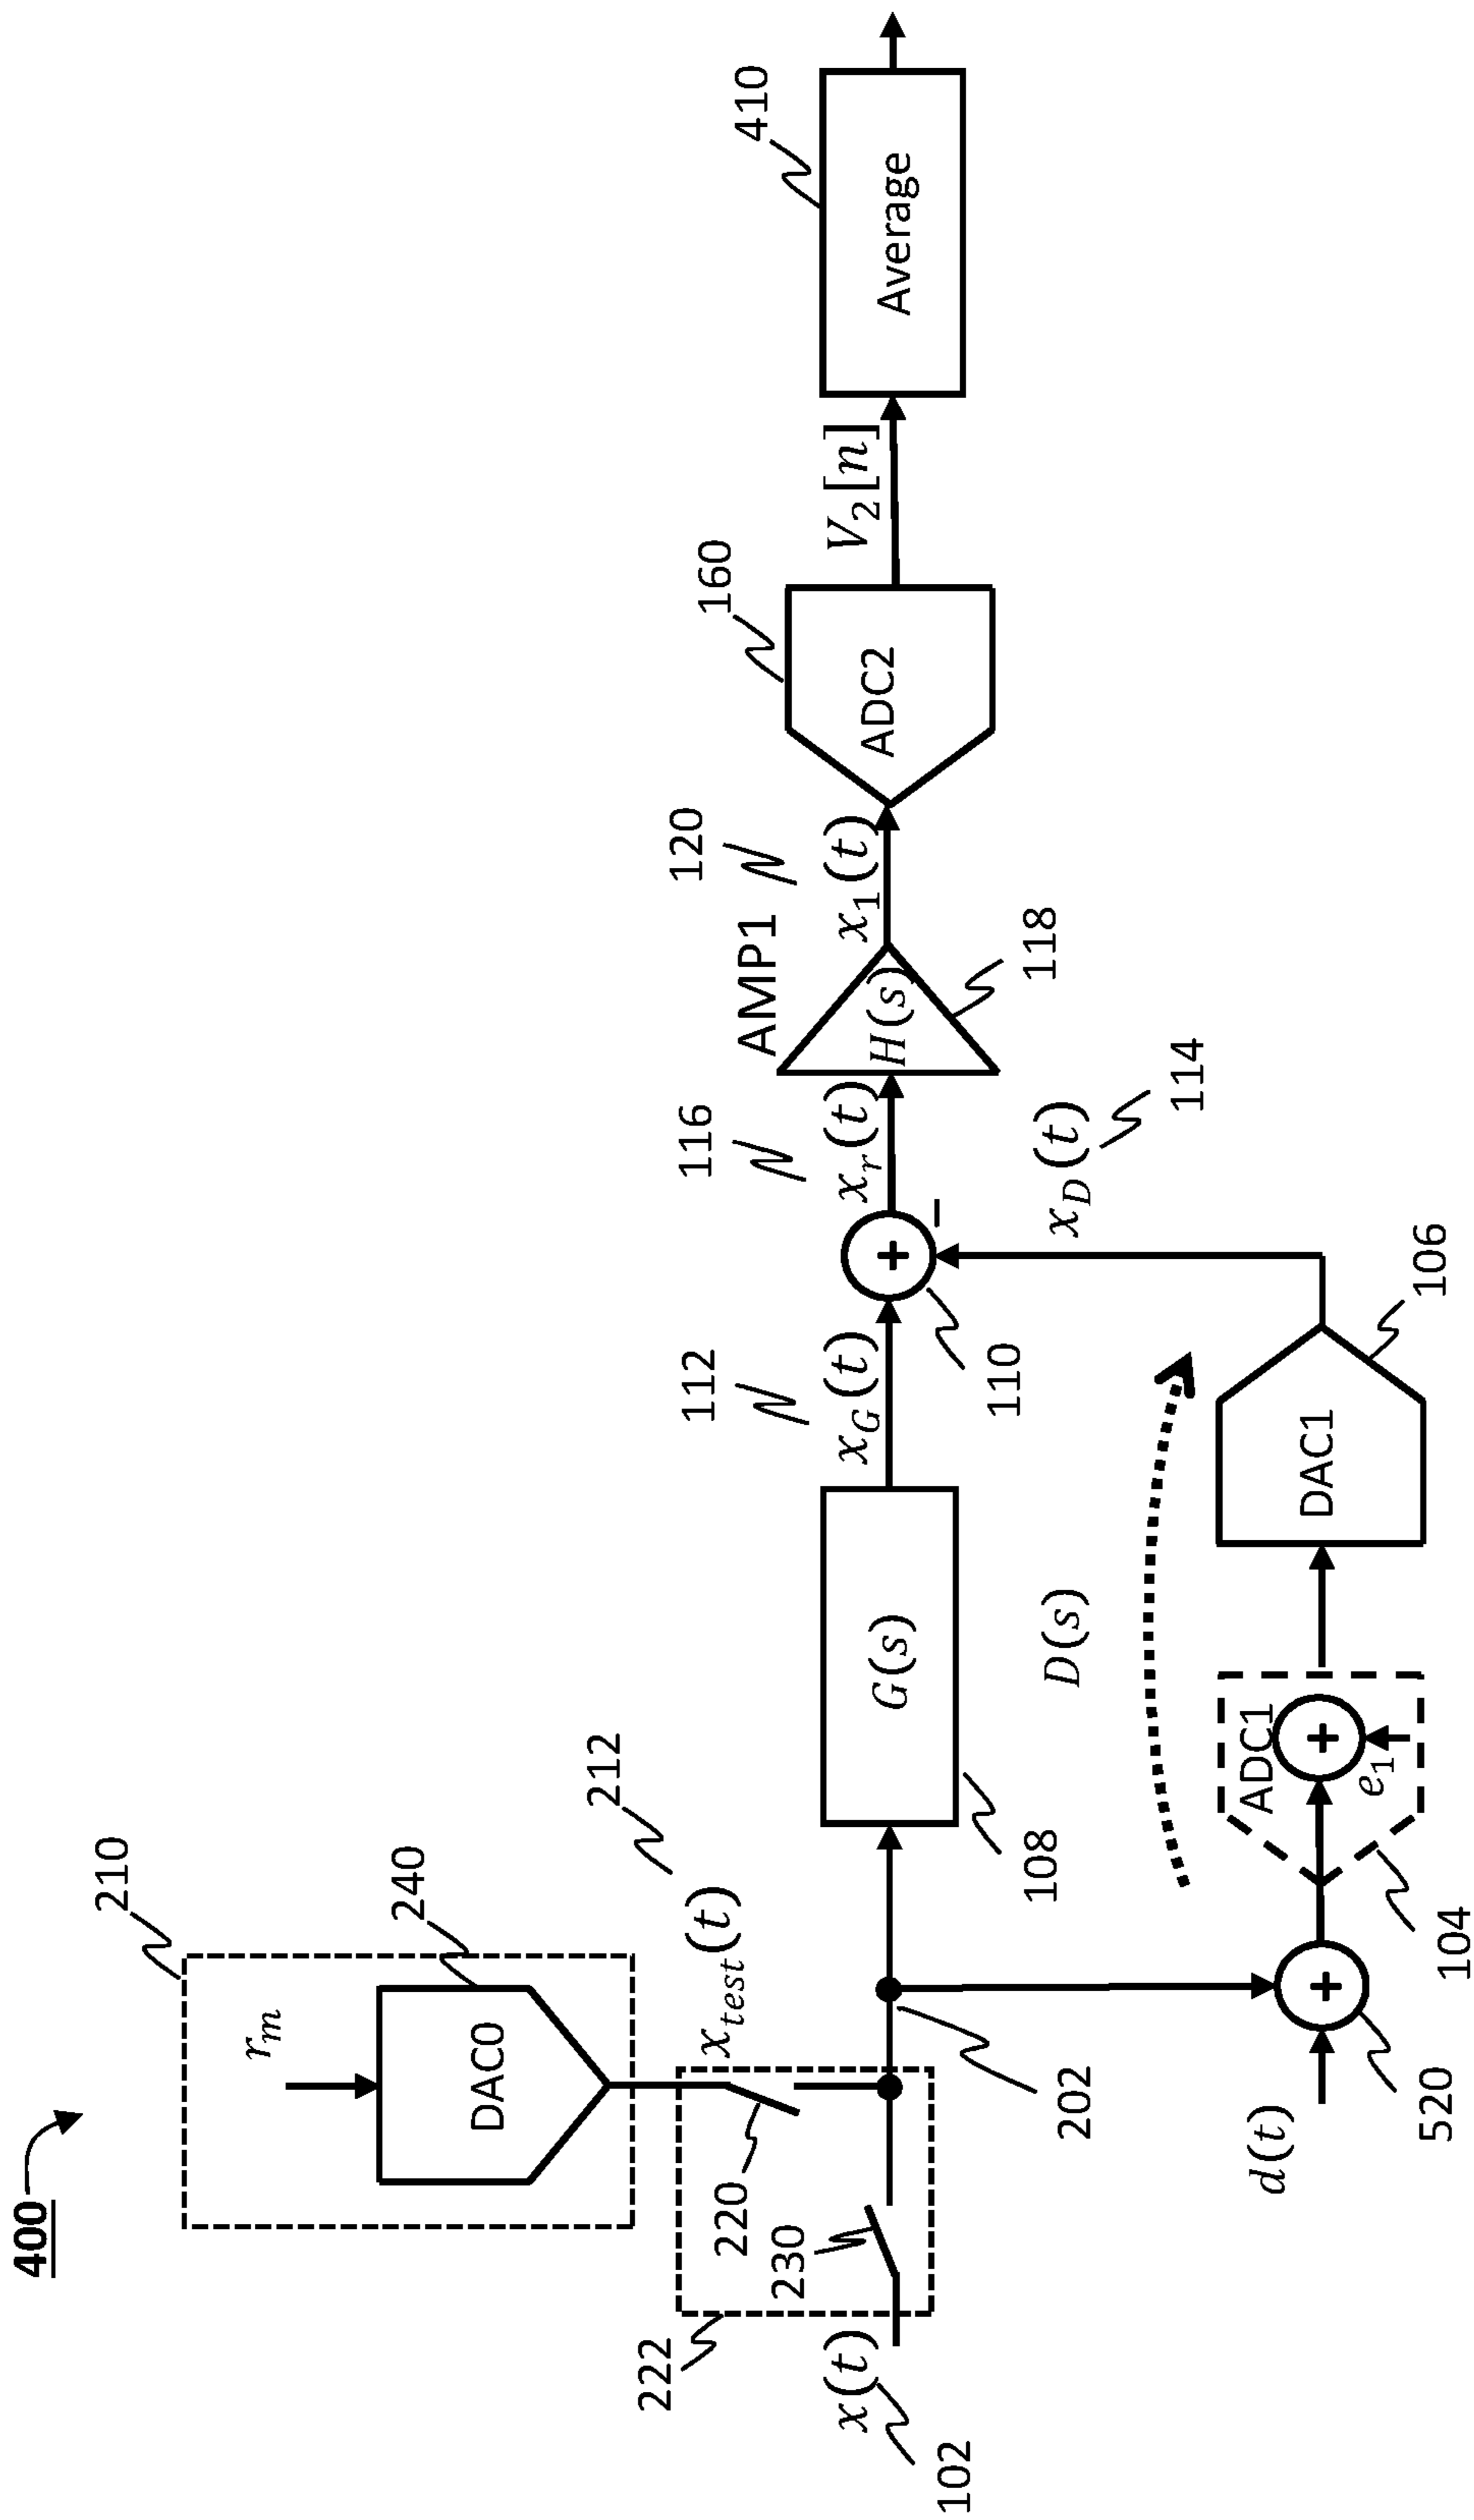 400
210
r_m
240
DAC0
212
x_test(t)
222
220
230
x(t)
102
202
G(s)
108
112
x_G(t)
110
116
x_r(t)
AMP1
H(s)
118
120
x_1(t)
160
ADC2
V_2[n]
410
Average
d(t)
520
+
104
ADC1
+
e_1
D(s)
DAC1
106
x_D(t)
114
+
−